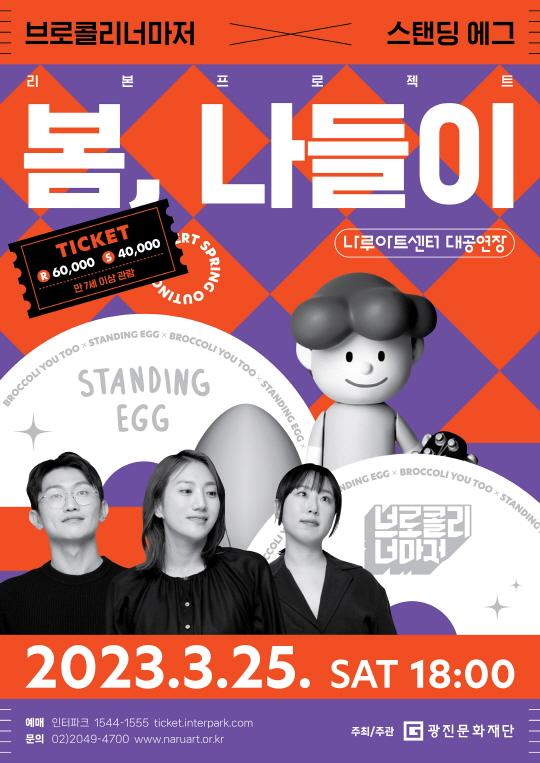 브로콜리너마저
스탠딩 에그
리본프로젝트
봄, 나들이
나루아트센터 대공연장
TICKET
R 60,000 S 40,000
만 7세 이상 관람
ERT SPRING OUTING
BROCCOLI YOU TOO × STANDING EGG × BROCCOLI YOU TOO × STANDING EGG ×
STANDING
EGG
NDING EGG × BROCCOLI YOU TOO × STANDING
브로콜리
너마저
2023.3.25. SAT 18:00
예매 인터파크 1544-1555 ticket.interpark.com
문의 02)2049-4700 www.naruart.or.kr
주최/주관 광진문화재단